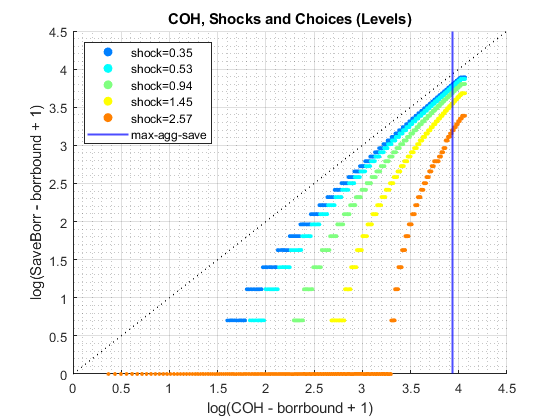 COH, Shocks and Choices (Levels)
4.5
4
3.5
3
2.5
2
1.5
1
0.5
0
log(SaveBorr - borrbound + 1)
shock=0.35
shock=0.53
shock=0.94
shock=1.45
shock=2.57
max-agg-save
0 0.5 1 1.5 2 2.5 3 3.5 4 4.5
log(COH - borrbound + 1)